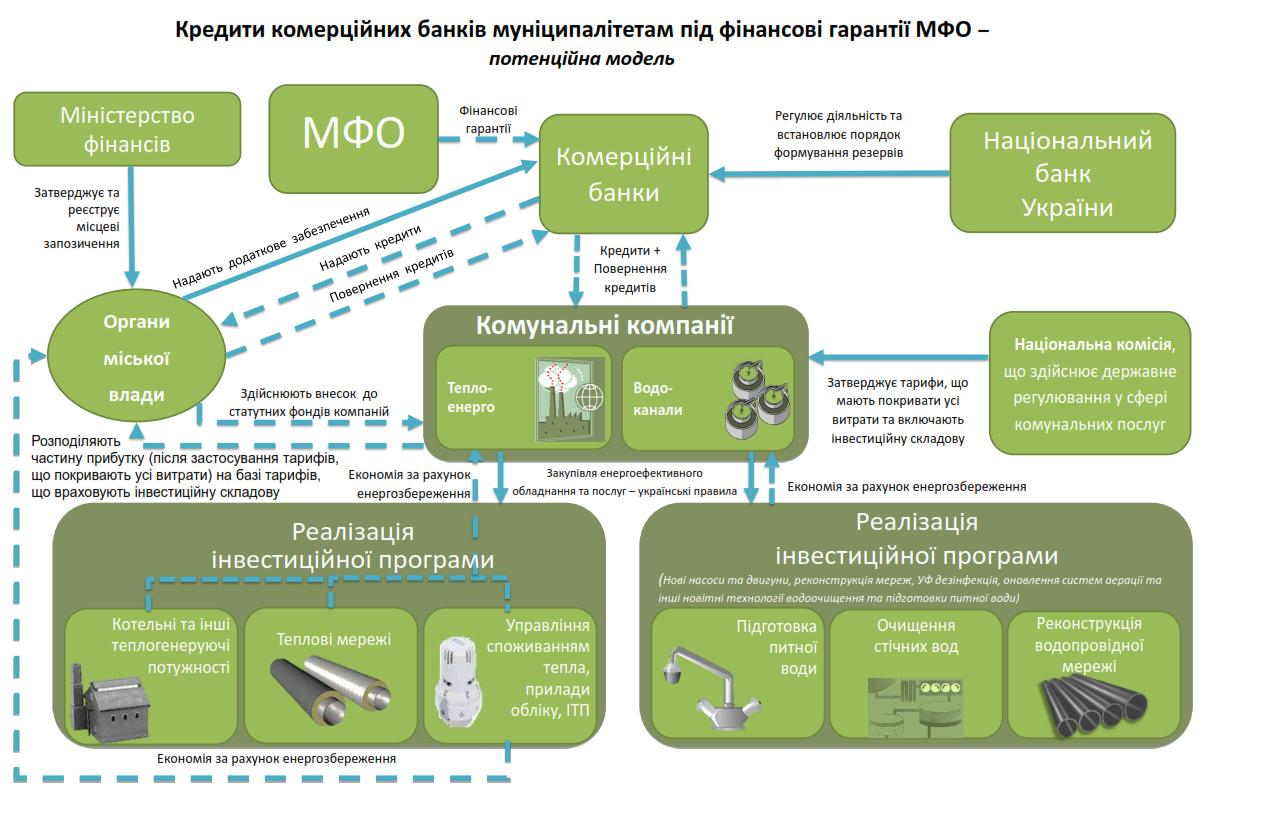 Кредити комерційних банків муніципалітетам під фінансові гарантії МФО –
потенційна модель
Міністерство
фінансів
МФО
Фінансові
гарантії
Комерційні
банки
Регулює діяльність та
встановлює порядок
формування резервів
Національний
банк
України
Затверджує та
реєструє
місцеві
запозичення
Надають додаткове забезпечення
Надають кредити
Повернення кредитів
Кредити +
Повернення
кредитів
Органи
міської
влади
Комунальні компанії
Тепло-
енерго
Водо-
канали
Національна комісія,
що здійснює державне
регулювання у сфері
комунальних послуг
Затверджує тарифи, що
мають покривати усі
витрати та включають
інвестиційну складову
Здійснюють внесок до
статутних фондів компаній
Розподіляють
частину прибутку (після застосування тарифів,
що покривають усі витрати) на базі тарифів,
що враховують інвестиційну складову
Економія за рахунок
енергозбереження
Закупівля енергоефективного
обладнання та послуг – українські правила
Економія за рахунок енергозбереження
Реалізація
інвестиційної програми
Котельні та інші
теплогенеруючі
потужності
Теплові мережі
Управління
споживанням
тепла,
прилади
обліку, ІТП
Реалізація
інвестиційної програми
(Нові насоси та двигуни, реконструкція мереж, УФ дезінфекція, оновлення систем аерації та
інші новітні технології водоочищення та підготовки питної води)
Підготовка
питної
води
Очищення
стічних вод
Реконструкція
водопровідної
мережі
Економія за рахунок енергозбереження